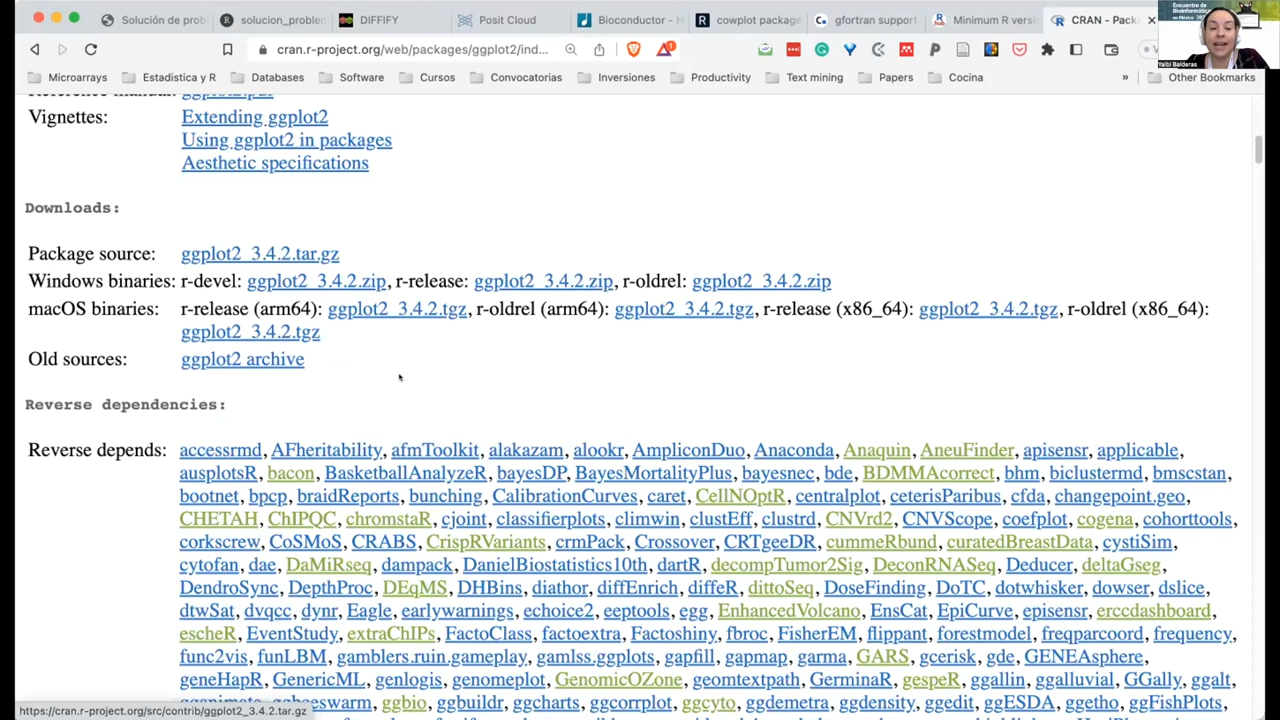 Solución de prob
solucion_problen
DIFFIFY
Posit Cloud
Bioconductor - H
cowplot package
gfortran support
Minimum R versi
CRAN - Pack
cran.r-project.org/web/packages/ggplot2/ind...
Yalbi Balderas
Microarrays
Estadistica y R
Databases
Software
Cursos
Convocatorias
Inversiones
Productivity
Text mining
Papers
Cocina
»
Other Bookmarks
Reference manual: ggplot2.pdf
Vignettes: Extending ggplot2
Using ggplot2 in packages
Aesthetic specifications
Downloads:
Package source: ggplot2_3.4.2.tar.gz
Windows binaries: r-devel: ggplot2_3.4.2.zip, r-release: ggplot2_3.4.2.zip, r-oldrel: ggplot2_3.4.2.zip
macOS binaries: r-release (arm64): ggplot2_3.4.2.tgz, r-oldrel (arm64): ggplot2_3.4.2.tgz, r-release (x86_64): ggplot2_3.4.2.tgz, r-oldrel (x86_64):
ggplot2_3.4.2.tgz
Old sources: ggplot2 archive
Reverse dependencies:
Reverse depends: accessrmd, AFheritability, afmToolkit, alakazam, alookr, AmpliconDuo, Anaconda, Anaquin, AneuFinder, apisensr, applicable,
ausplotsR, bacon, BasketballAnalyzeR, bayesDP, BayesMortalityPlus, bayesnec, bde, BDMMAcorrect, bhm, biclustermd, bmscstan,
bootnet, bpcp, braidReports, bunching, CalibrationCurves, caret, CellNOptR, centralplot, ceterisParibus, cfda, changepoint.geo,
CHETAH, ChIPQC, chromstaR, cjoint, classifierplots, climwin, clustEff, clustrd, CNVrd2, CNVScope, coefplot, cogena, cohorttools,
corkscrew, CoSMoS, CRABS, CrispRVariants, crmPack, Crossover, CRTgeeDR, cummeRbund, curatedBreastData, cystiSim,
cytofan, dae, DaMiRseq, dampack, DanielBiostatistics10th, dartR, decompTumor2Sig, DeconRNASeq, Deducer, deltaGseg,
DendroSync, DepthProc, DEqMS, DHBins, diathor, diffEnrich, differR, dittoSeq, DoseFinding, DoTC, dotwhisker, dowser, dslice,
dtwSat, dvqcc, dynr, Eagle, earlywarnings, echoice2, eeptools, egg, EnhancedVolcano, EnsCat, EpiCurve, episensr, erccdashboard,
escheR, EventStudy, extraChIPs, FactoClass, factoextra, Factoshiny, fbroc, FisherEM, flippant, forestmodel, freqparcoord, frequency,
func2vis, funLBM, gamblers.ruin.gameplay, gamlss.ggplots, gapfill, gapmap, garma, GARS, gcerisk, gde, GENEAsphere,
geneHapR, GenericML, genlogis, genomeplot, GenomicOZone, geomtextpath, GerminaR, gespeR, ggallin, ggalluvial, GGally, ggalt,
gganimate, ggbeeswarm, ggbio, ggbuildr, ggcharts, ggcorrplot, ggcyto, ggdemetra, ggdensity, ggedit, ggESDA, ggetho, ggFishPlots,
https://cran.r-project.org/src/contrib/ggplot2_3.4.2.tar.gz